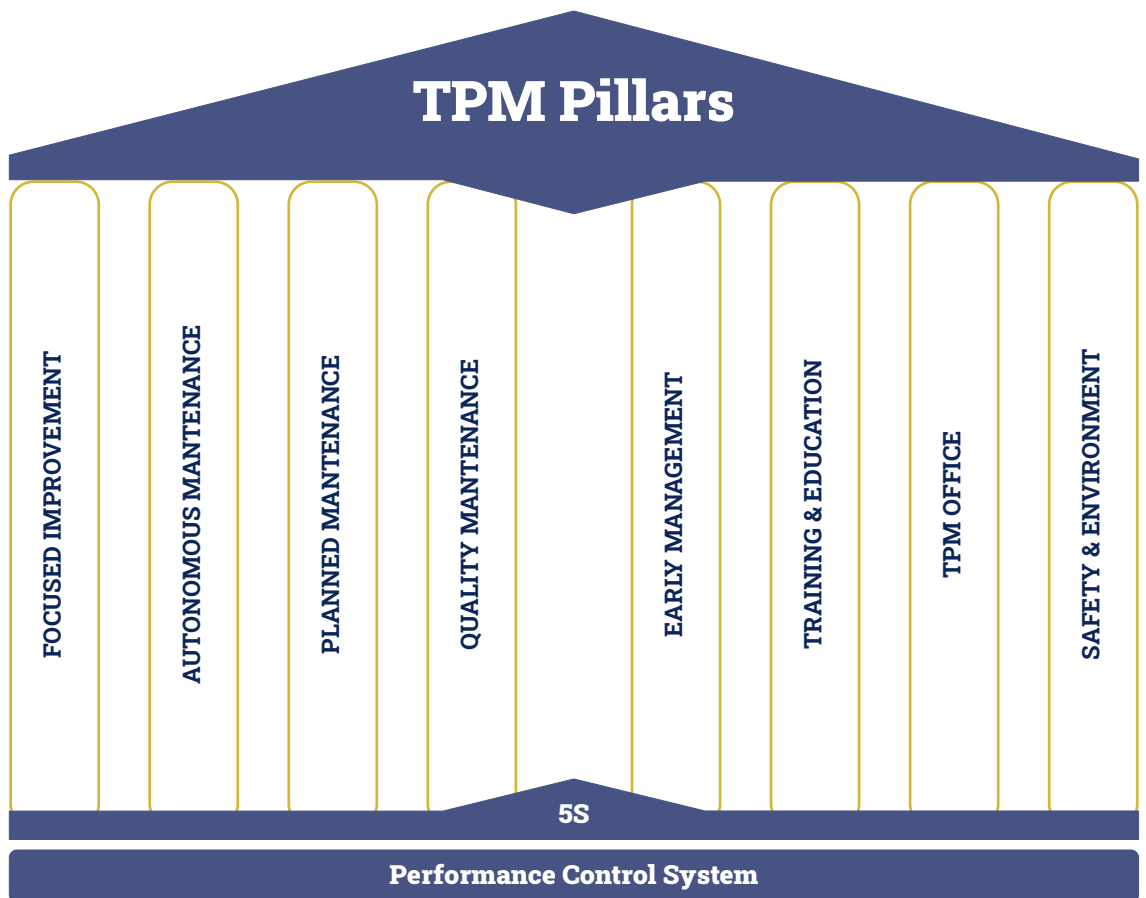 TPM Pillars
FOCUSED IMPROVEMENT
AUTONOMOUS MANTENANCE
PLANNED MANTENANCE
QUALITY MANTENANCE
EARLY MANAGEMENT
TRAINING & EDUCATION
TPM OFFICE
SAFETY & ENVIRONMENT
5S
Performance Control System